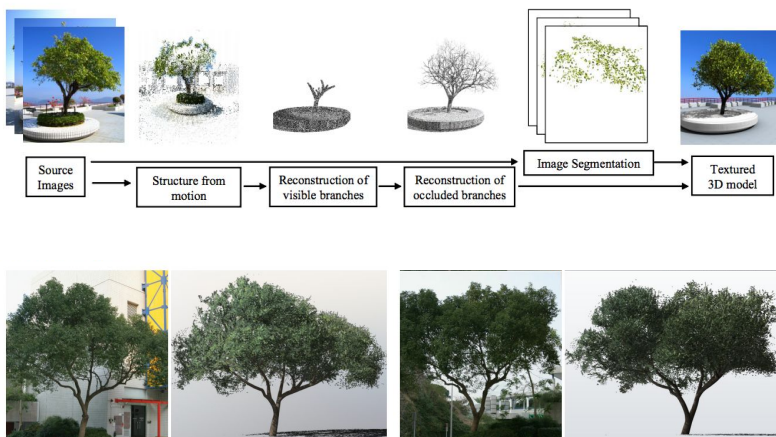 Source
Images
Structure from
motion
Reconstruction of
visible branches
Reconstruction of
occluded branches
Image Segmentation
Textured
3D model